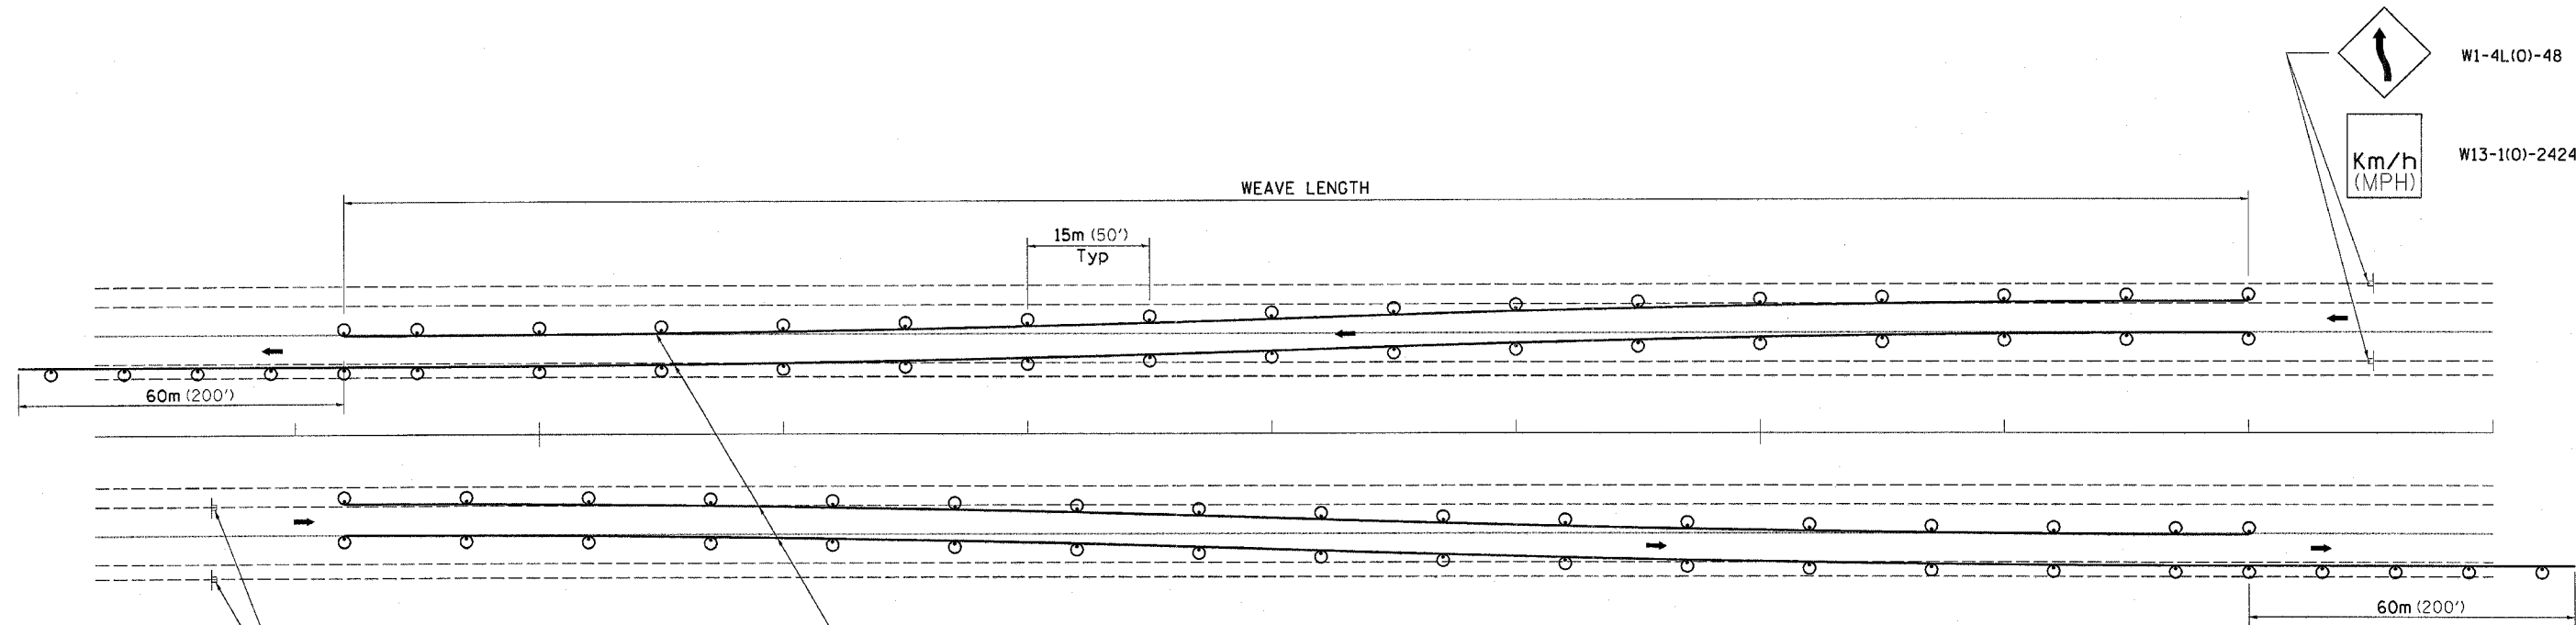 W1-4L(O)-48
Km/h
(MPH)
W13-1(O)-2424
WEAVE LENGTH
15m (50')
Typ
60m (200')
60m (200')